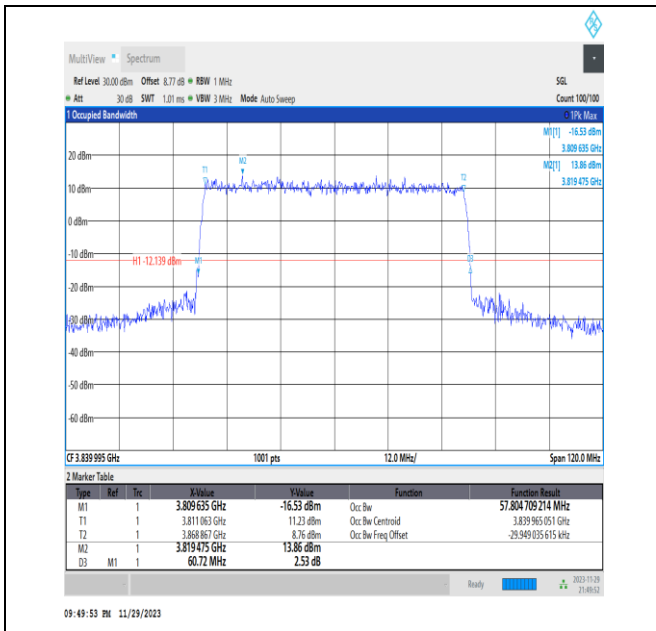 MultiView Spectrum
Ref Level 30.00 dBm Offset 8.77 dB RBW 1 MHz SGL
Att 30 dB SWT 1.01 ms VBW 3 MHz Mode Auto Sweep Count 100/100
1 Occupied Bandwidth 1Pk Max
M1[1] -16.53 dBm
3.809 635 GHz
M2[1] 13.86 dBm
3.819 475 GHz
20 dBm
T1 M2 T2
10 dBm
0 dBm
-10 dBm
H1 -12.139 dBm M1 D3
-20 dBm
-30 dBm
-40 dBm
-50 dBm
-60 dBm
CF 3.839 995 GHz 1001 pts 12.0 MHz/ Span 120.0 MHz
2 Marker Table
Type Ref Trc X-Value Y-Value Function Function Result
M1 1 3.809 635 GHz -16.53 dBm Occ Bw 57.804 709 214 MHz
T1 1 3.811 063 GHz 11.23 dBm Occ Bw Centroid 3.839 965 051 GHz
T2 1 3.868 867 GHz 8.76 dBm Occ Bw Freq Offset -29.949 035 615 kHz
M2 1 3.819 475 GHz 13.86 dBm
D3 M1 1 60.72 MHz 2.53 dB
Ready 2023-11-29
21:49:52
09:49:53 PM 11/29/2023